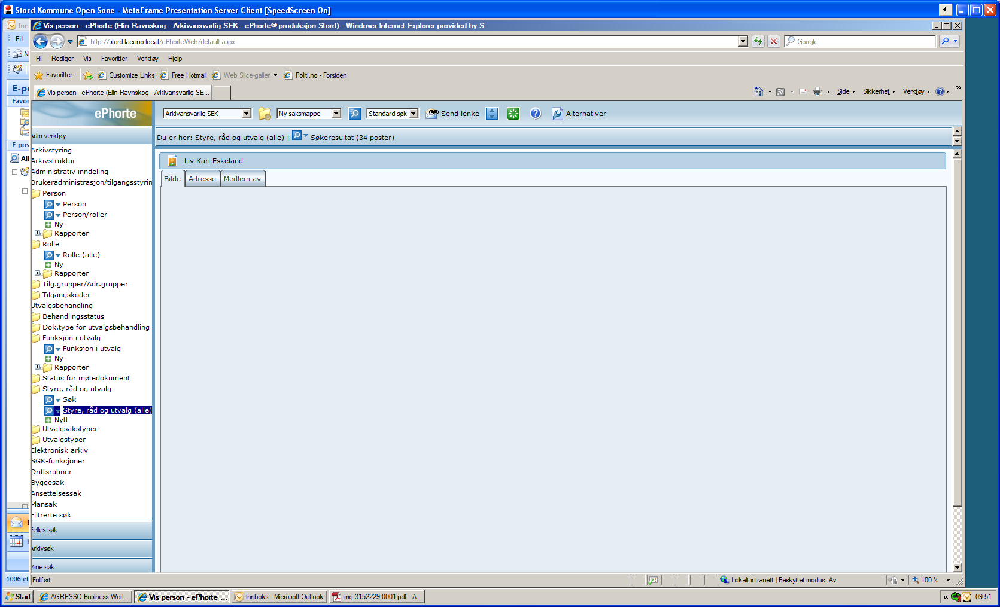 Stord Kommune Open Sone - MetaFrame Presentation Server Client [SpeedScreen On]
Inn
Vis person - ePhorte (Elin Ravnskog - Arkivansvarlig SEK - ePhorte® produksjon Stord) - Windows Internet Explorer provided by S
http://stord.lacuno.local/ePhorteWeb/default.aspx
Google
Fil
Fil Rediger Vis Favoritter Verktøy Hjelp
N
Favoritter Customize Links Free Hotmail Web Slice-galleri Politi.no - Forsiden
E-po
Vis person - ePhorte (Elin Ravnskog - Arkivansvarlig SE...
Side Sikkerhet Verktøy »
Favor
ePhorte
Arkivansvarlig SEK Ny saksmappe Standard søk Send lenke Alternativer
Adm verktøy
Du er her: Styre, råd og utvalg (alle) | Søkeresultat (34 poster)
E-pos
All
Liv Kari Eskeland
Bilde Adresse Medlem av
Arkivstyring
Arkivstruktur
Administrativ inndeling
Brukeradministrasjon/tilgangsstyrin
Person
Person
Person/roller
Ny
Rapporter
Rolle
Rolle (alle)
Ny
Rapporter
Tilg.grupper/Adr.grupper
Tilgangskoder
Utvalgsbehandling
Behandlingsstatus
Dok.type for utvalgsbehandling
Funksjon i utvalg
Funksjon i utvalg
Ny
Rapporter
Status for møtedokument
Styre, råd og utvalg
Søk
Styre, råd og utvalg (alle)
Nytt
Utvalgsakstyper
Utvalgstyper
Elektronisk arkiv
SGK-funksjoner
Driftsrutiner
Byggesak
Ansettelsessak
Plansak
Filtrerte søk
Felles søk
Arkivsøk
Mine søk
1006 el
Fullført
Lokalt intranett | Beskyttet modus: Av
100 %
Start
AGRESSO Business Worl...
Vis person - ePhorte ...
Innboks - Microsoft Outlook
img-3152229-0001.pdf - A...
« 09:51